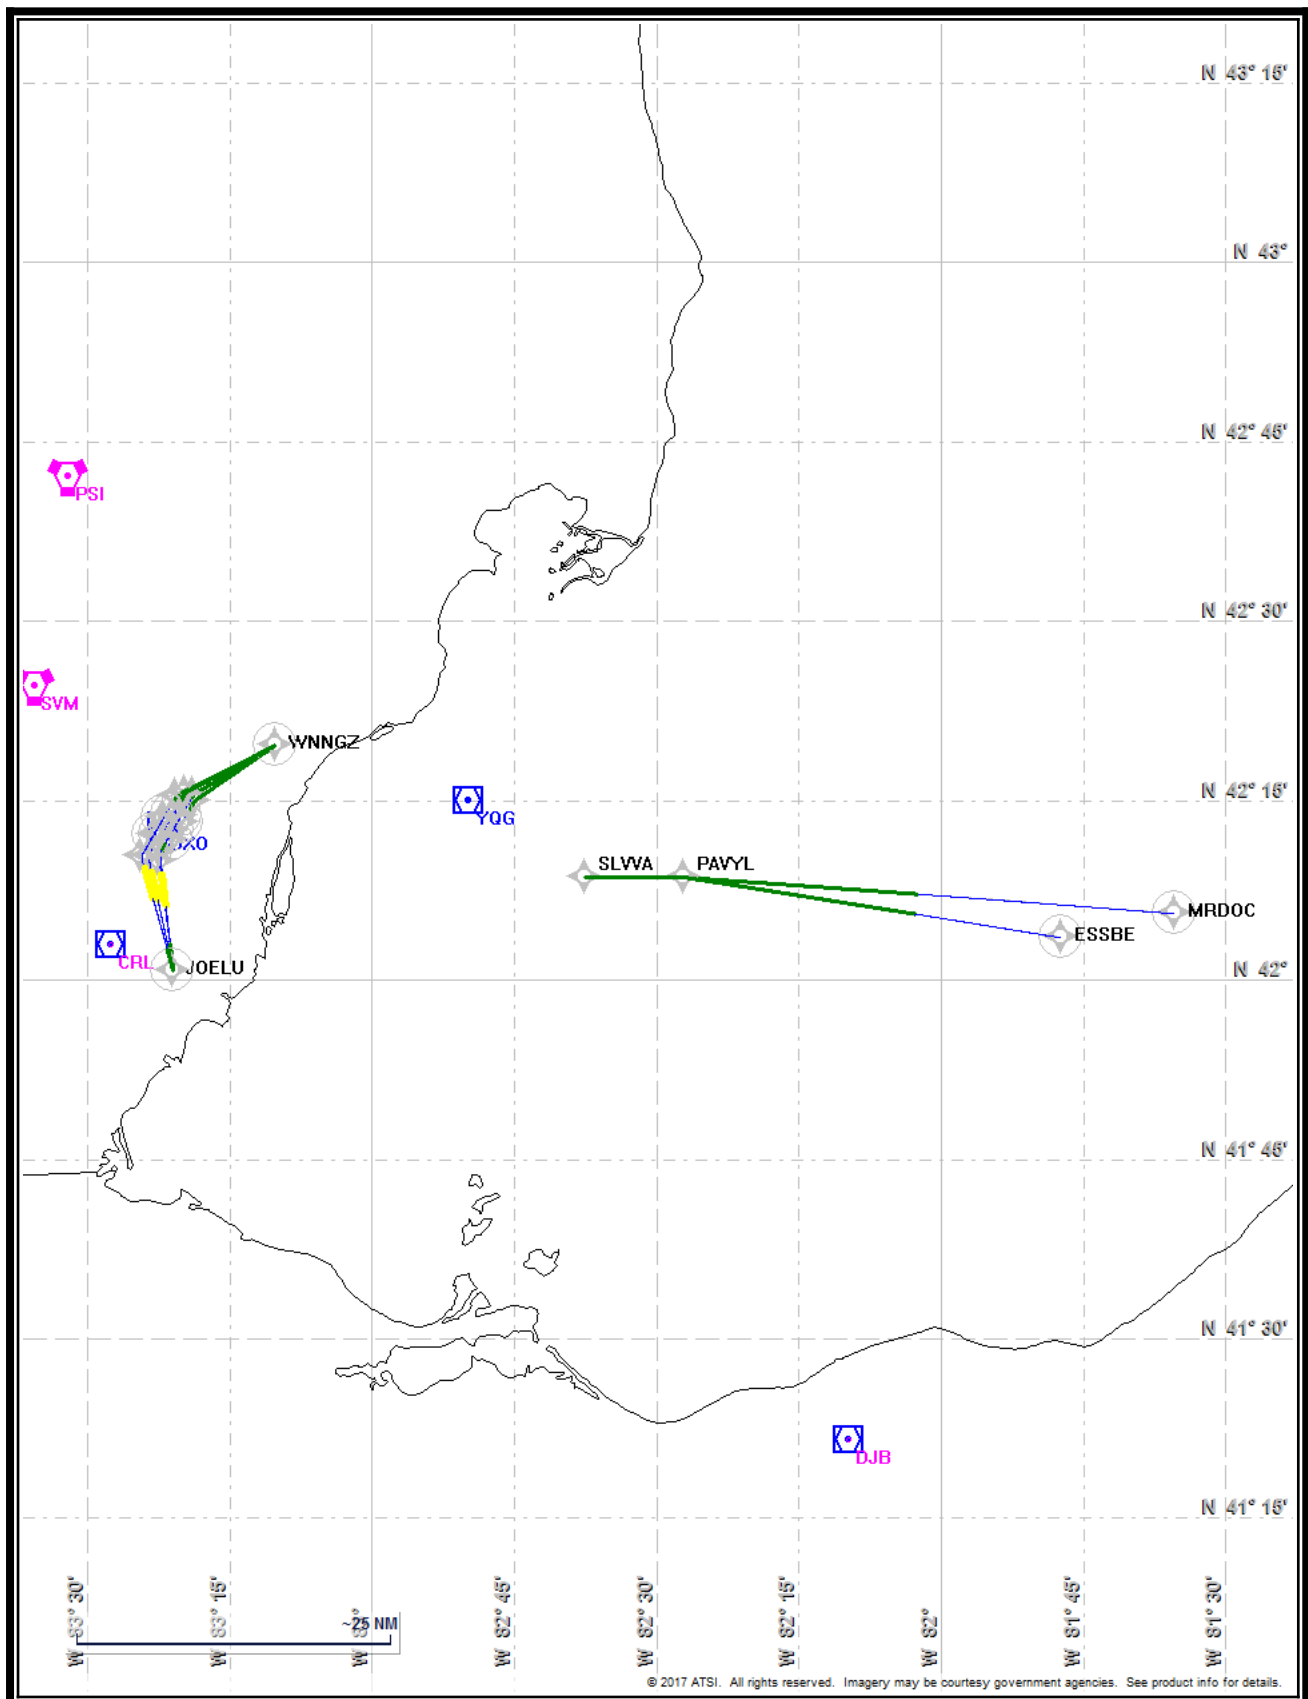 N 43° 15'
N 43°
N 42° 45'
PSI
N 42° 30'
SVM
WNNGZ
N 42° 15'
YQG
SLVVA
PAVYL
MRDOC
ESSBE
CRL
JOELU
N 42°
N 41° 45'
N 41° 30'
DJB
N 41° 15'
W 83° 30'
W 83° 15'
W 83°
W 82° 45'
W 82° 30'
W 82° 15'
W 82°
W 81° 45'
W 81° 30'
~25 NM
© 2017 ATSI. All rights reserved. Imagery may be courtesy government agencies. See product info for details.